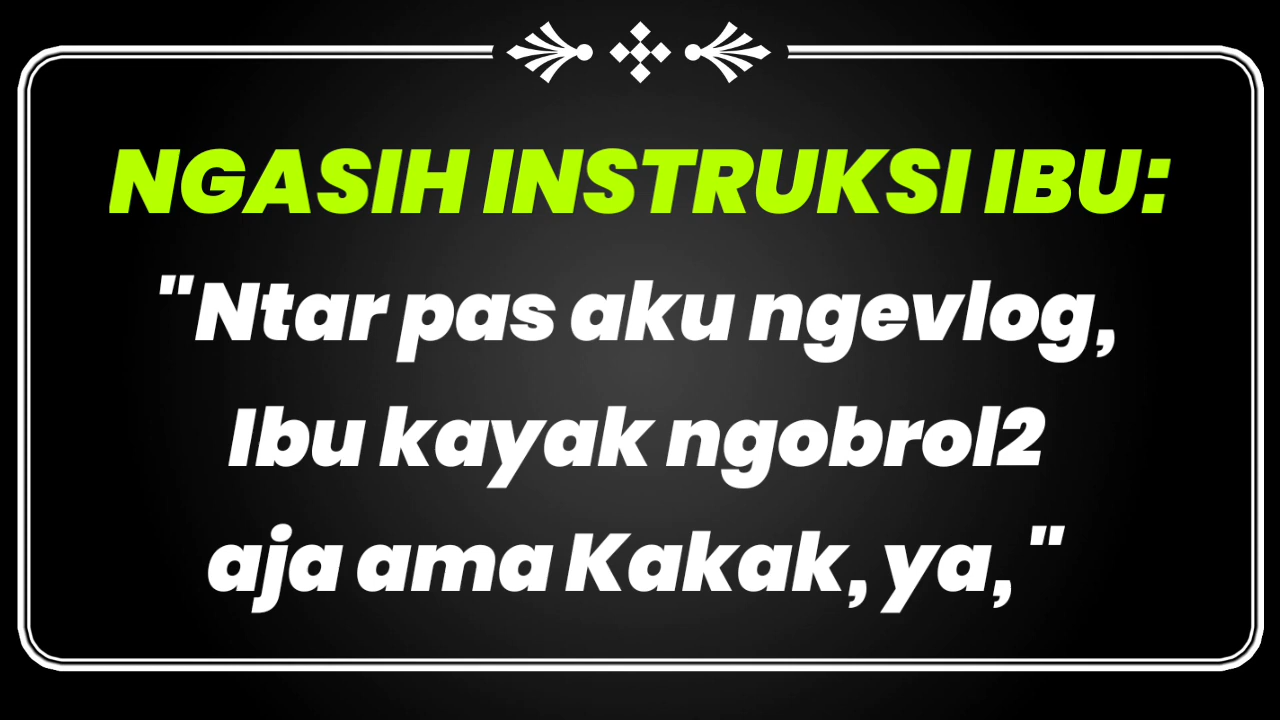 NGASIH INSTRUKSI IBU:
"Ntar pas aku ngevlog,
Ibu kayak ngobrol2
aja ama Kakak, ya,"